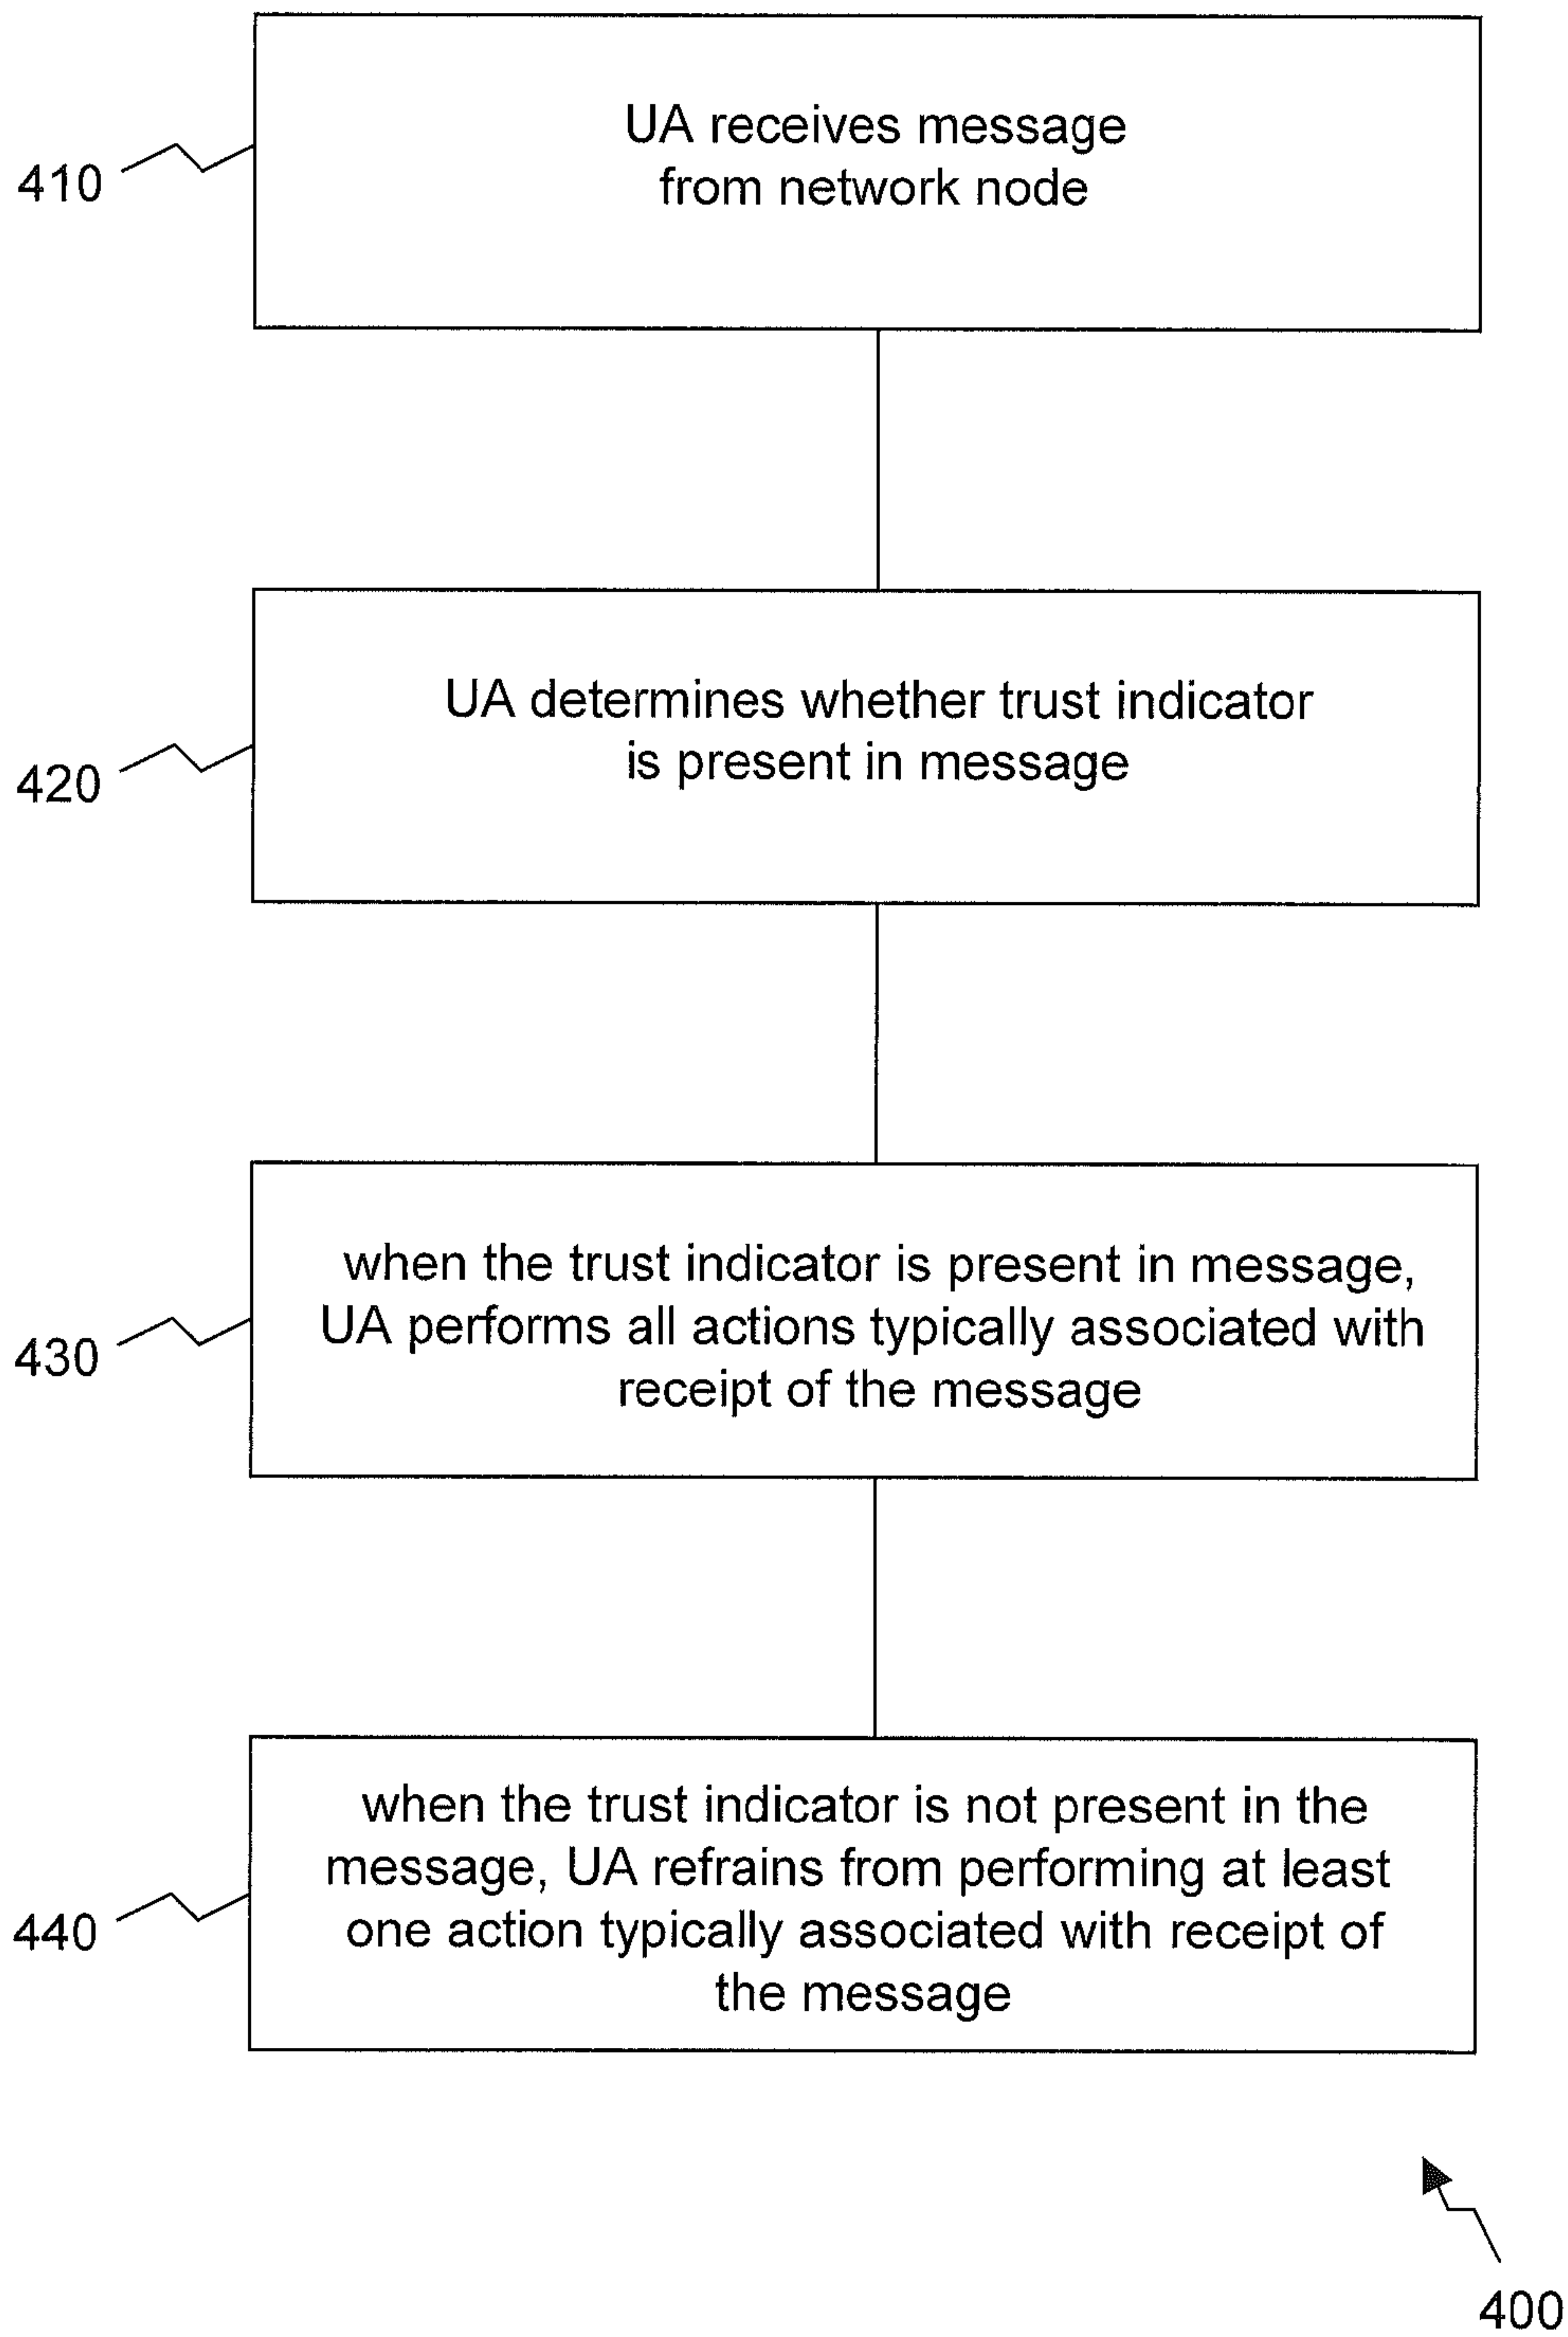 410
UA receives message
from network node
420
UA determines whether trust indicator
is present in message
430
when the trust indicator is present in message,
UA performs all actions typically associated with
receipt of the message
440
when the trust indicator is not present in the
message, UA refrains from performing at least
one action typically associated with receipt of
the message
400